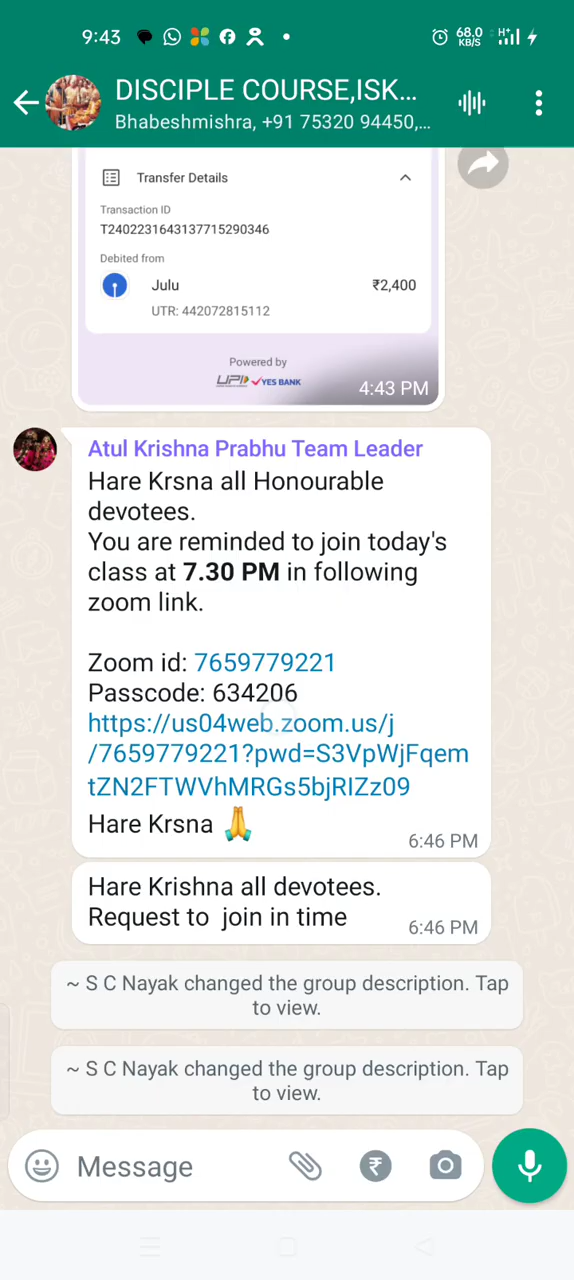 9:43
68.0
KB/S
H+
DISCIPLE COURSE,ISK...
Bhabeshmishra, +91 75320 94450,...
Transfer Details
Transaction ID
T2402231643137715290346
Debited from
Julu ₹2,400
UTR: 442072815112
Powered by
UPI YES BANK
4:43 PM
Atul Krishna Prabhu Team Leader
Hare Krsna all Honourable
devotees.
You are reminded to join today's
class at 7.30 PM in following
zoom link.
Zoom id: 7659779221
Passcode: 634206
https://us04web.zoom.us/j
/7659779221?pwd=S3VpWjFqem
tZN2FTWVhMRGs5bjRIZz09
Hare Krsna 🙏
6:46 PM
Hare Krishna all devotees.
Request to join in time
6:46 PM
~ S C Nayak changed the group description. Tap
to view.
~ S C Nayak changed the group description. Tap
to view.
Message
₹